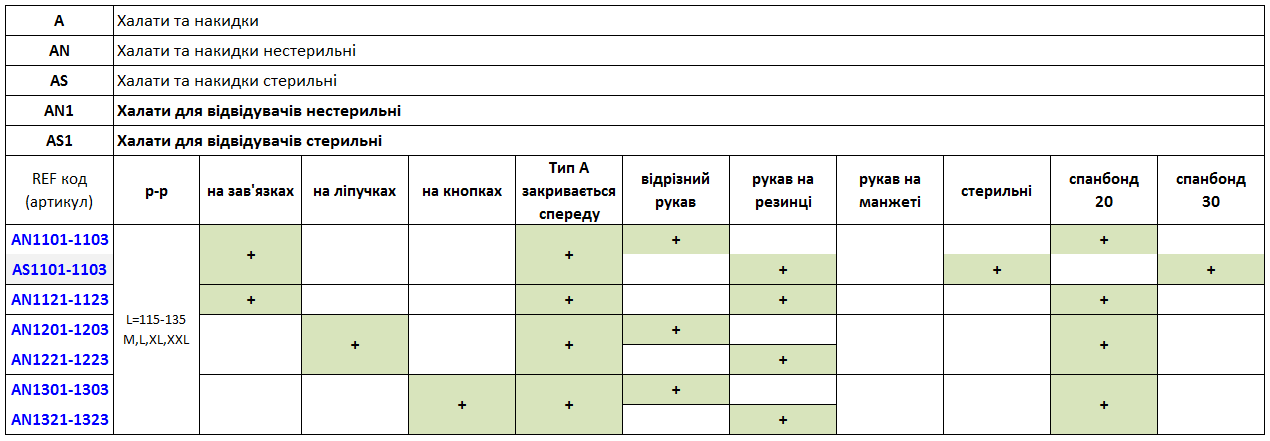 A Халати та накидки
AN Халати та накидки нестерильні
AS Халати та накидки стерильні
AN1 Халати для відвідувачів нестерильні
AS1 Халати для відвідувачів стерильні
REF код (артикул) р-р на зав'язках на ліпучках на кнопках Тип А закривається спереду відрізний рукав рукав на резинці рукав на манжеті стерильні спанбонд 20 спанбонд 30
AN1101-1103 + + + +
AS1101-1103 + + +
AN1121-1123 + + + +
L=115-135
M,L,XL,XXL
AN1201-1203 + + + +
AN1221-1223 +
AN1301-1303 + + + +
AN1321-1323 +